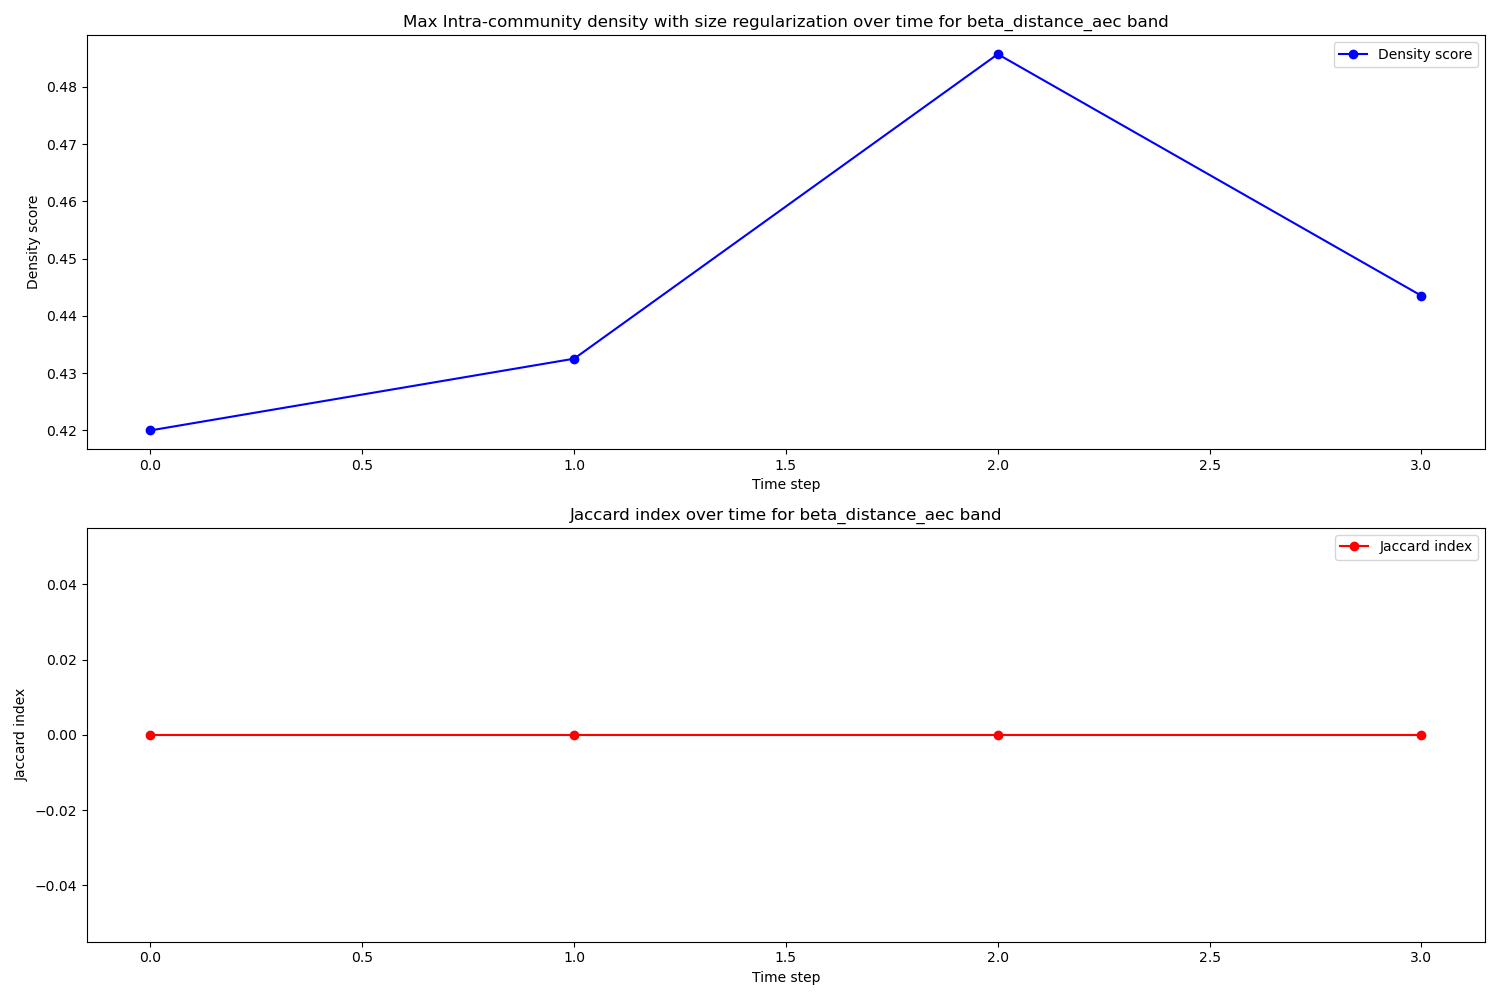 Max Intra-community density with size regularization over time for beta_distance_aec band
Density score
0.48
0.47
0.46
0.45
0.44
0.43
0.42
Density score
0.0 0.5 1.0 1.5 2.0 2.5 3.0
Time step
Jaccard index over time for beta_distance_aec band
Jaccard index
0.04
0.02
0.00
−0.02
−0.04
Jaccard index
0.0 0.5 1.0 1.5 2.0 2.5 3.0
Time step